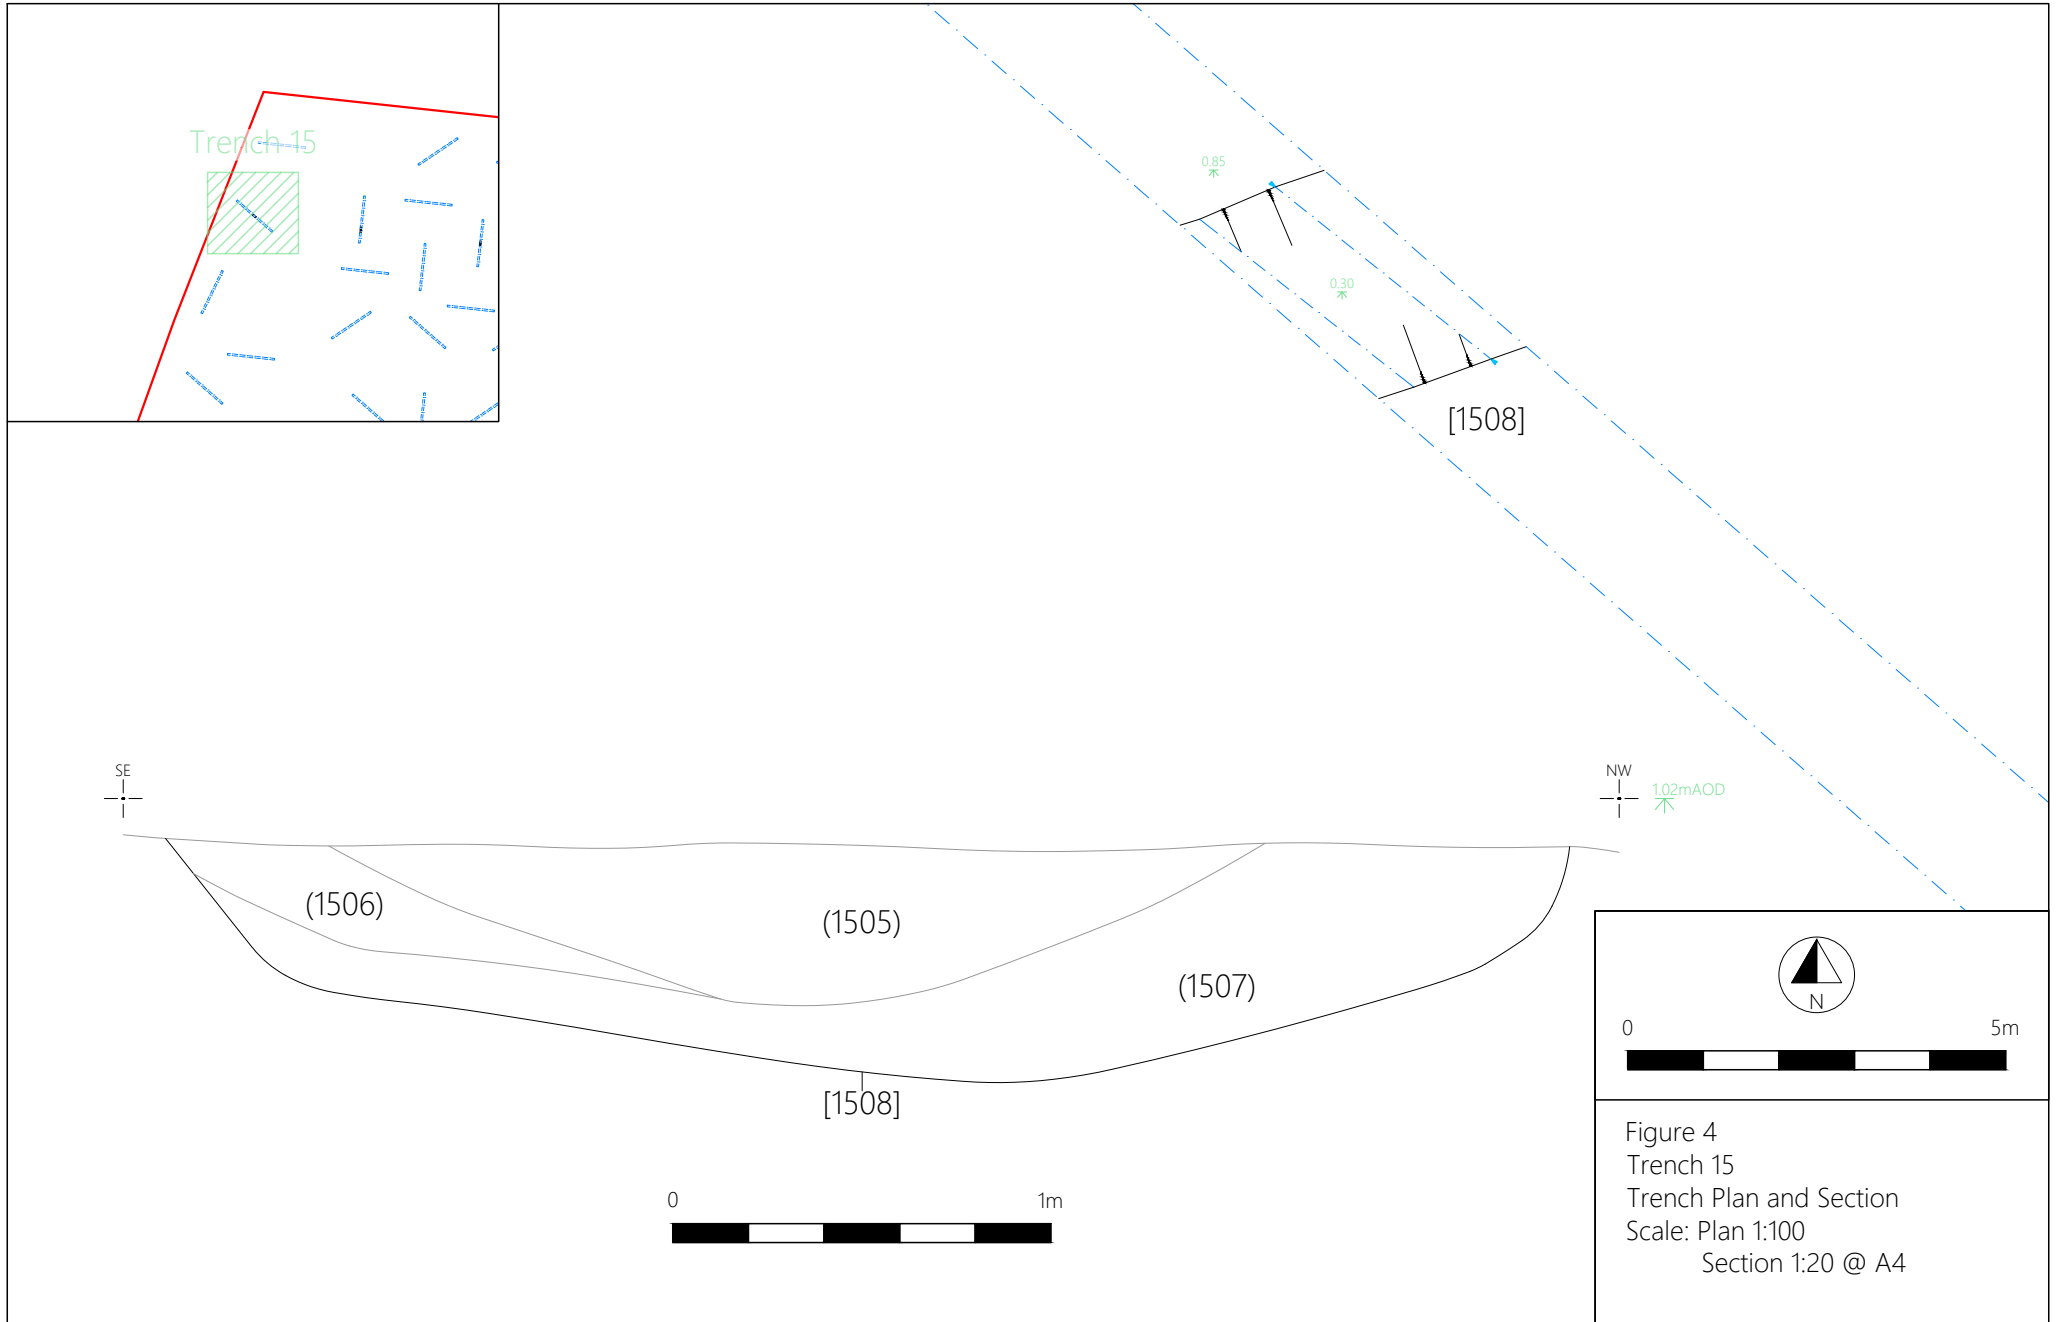 Trench 15
0.85
0.30
[1508]
SE
NW
1.02mAOD
(1506)
(1505)
(1507)
[1508]
0 1m
N
0 5m
Figure 4
Trench 15
Trench Plan and Section
Scale: Plan 1:100
Section 1:20 @ A4